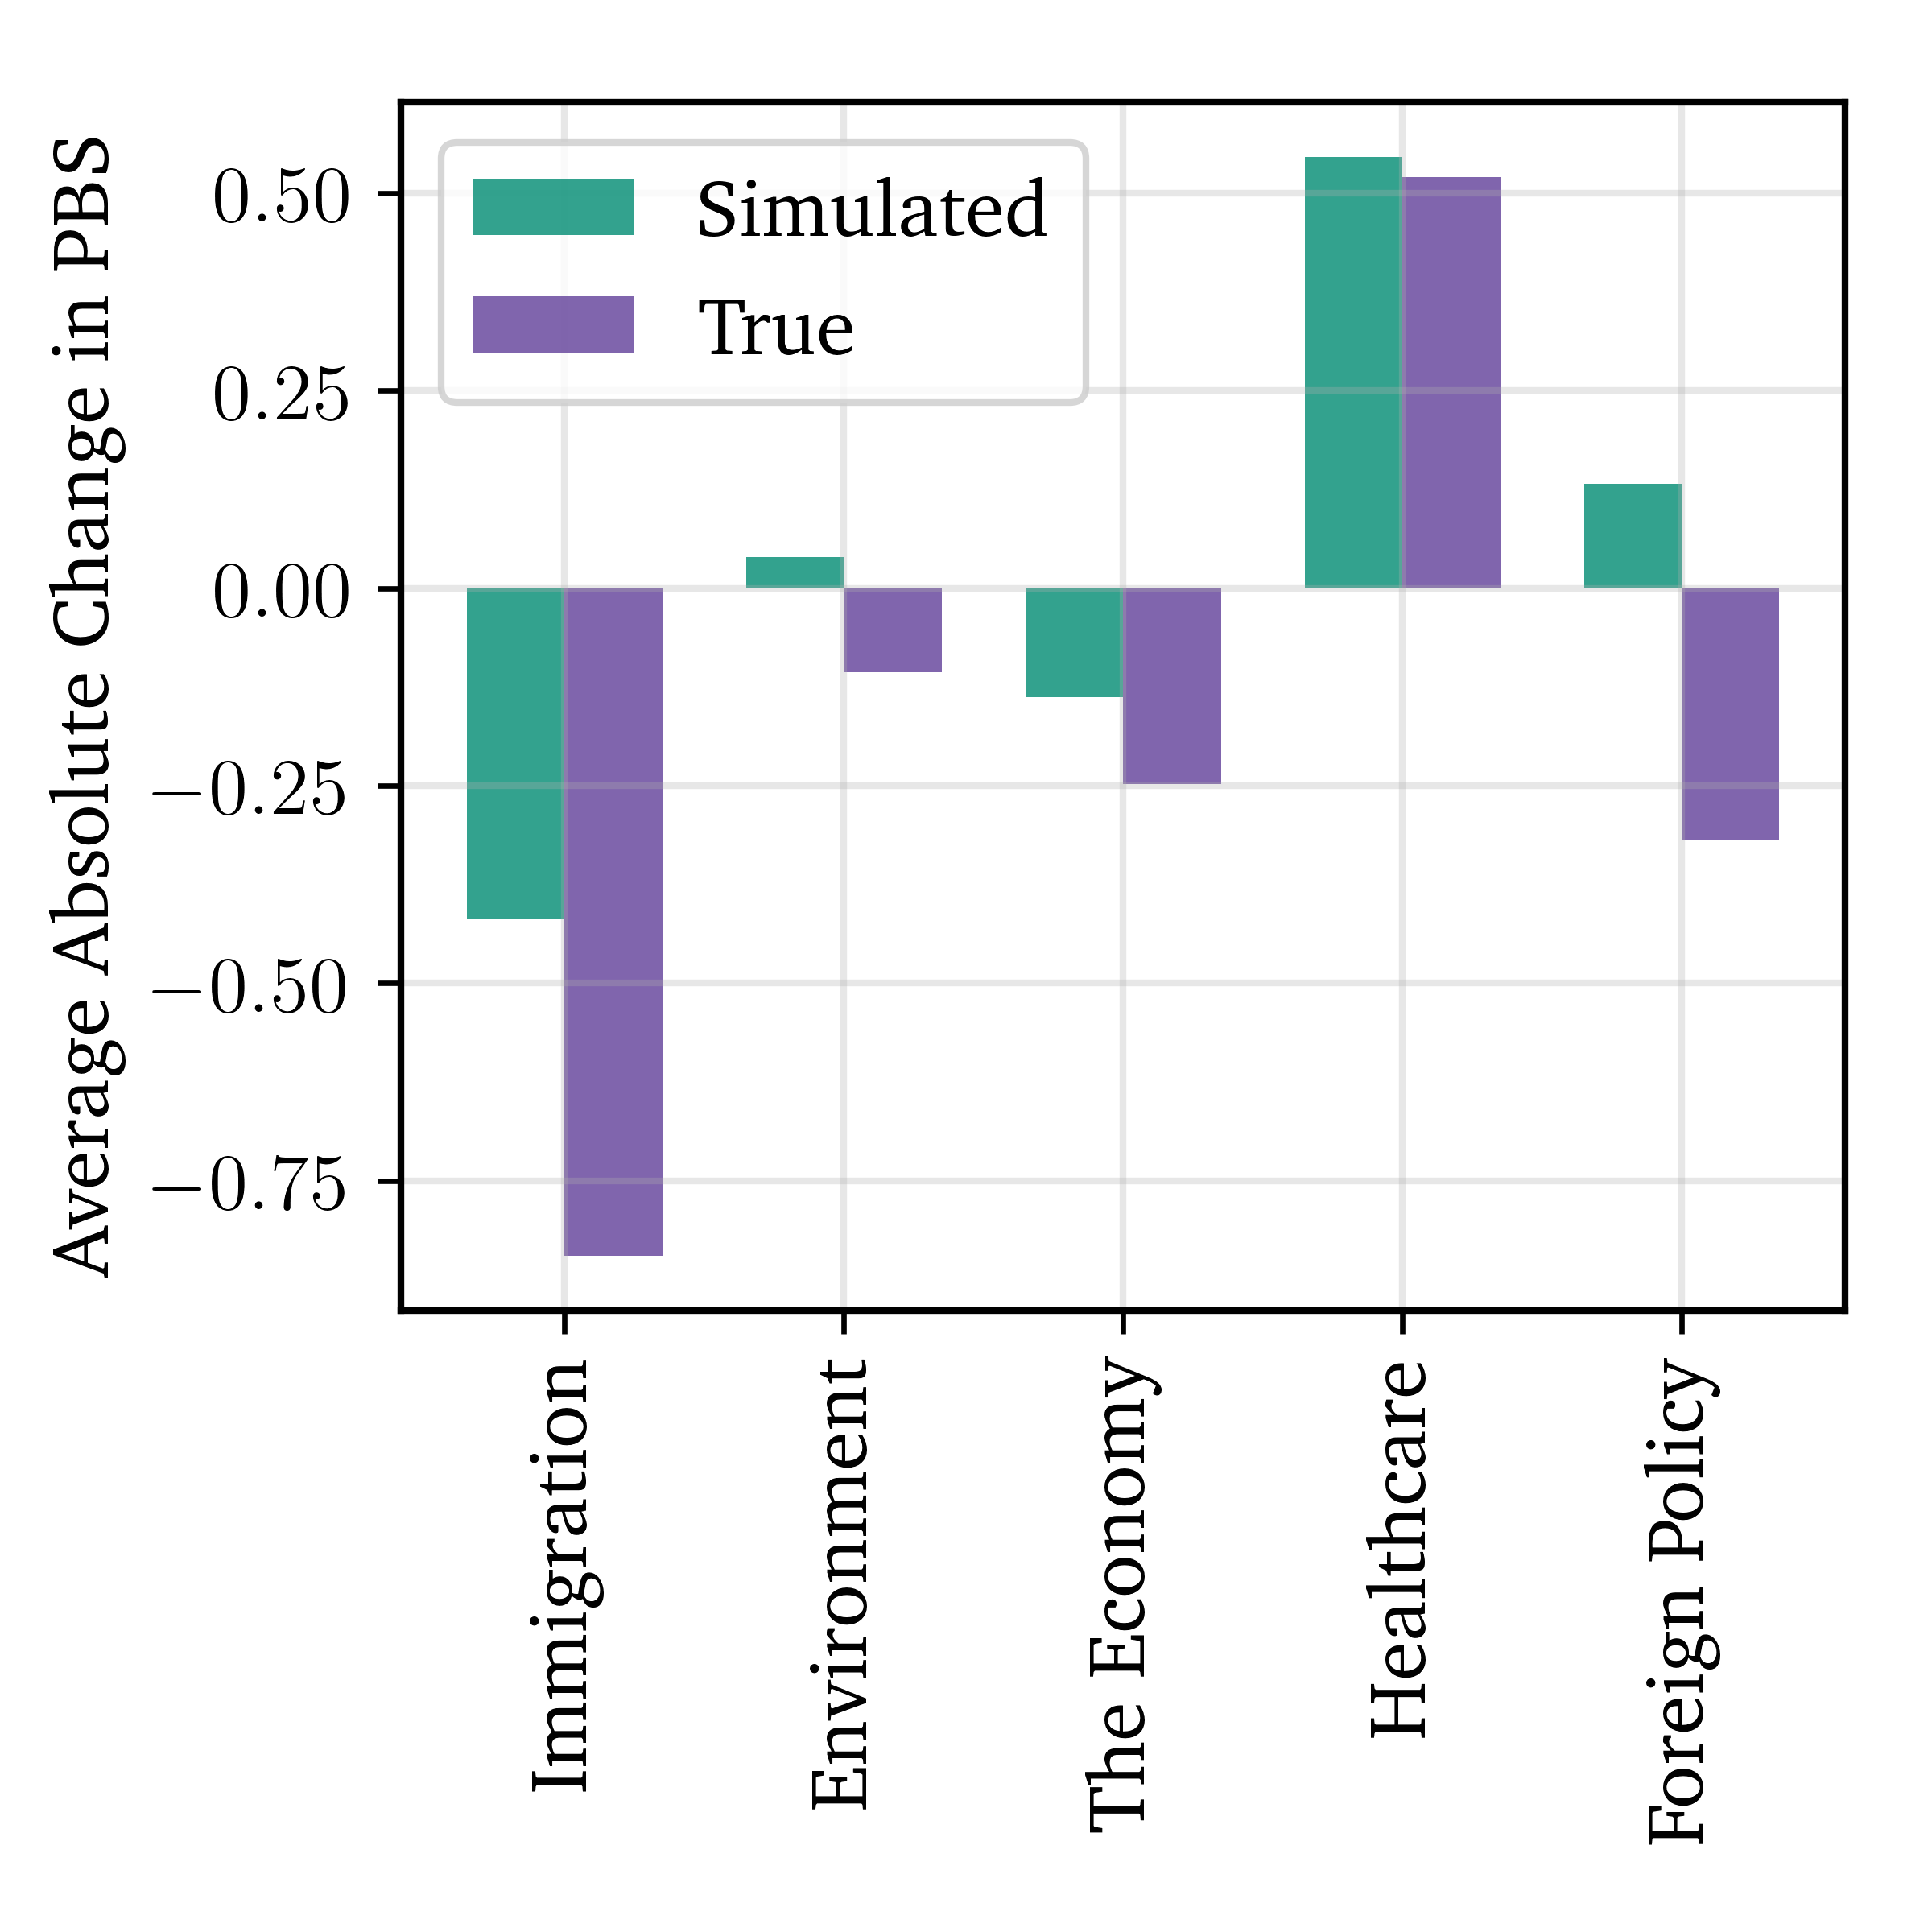 Average Absolute Change in PBS
0.50
0.25
0.00
−0.25
−0.50
−0.75
Simulated
True
Immigration
Environment
The Economy
Healthcare
Foreign Policy